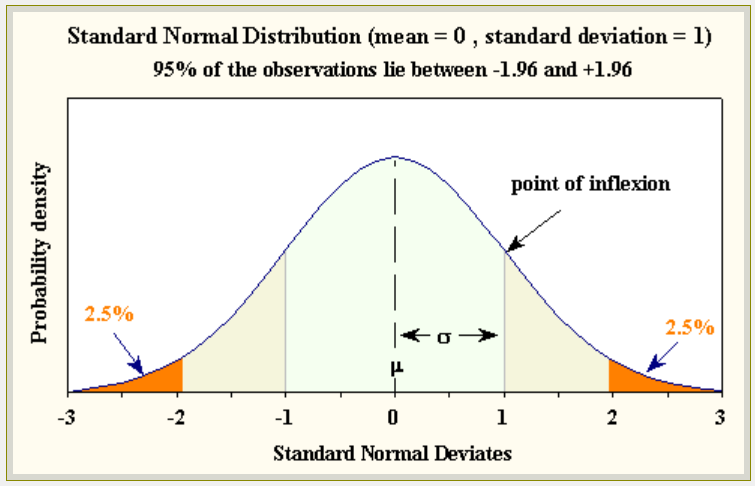 Standard Normal Distribution (mean = 0 , standard deviation = 1)
95% of the observations lie between -1.96 and +1.96
Probability density
point of inflexion
2.5%
2.5%
σ
μ
-3 -2 -1 0 1 2 3
Standard Normal Deviates